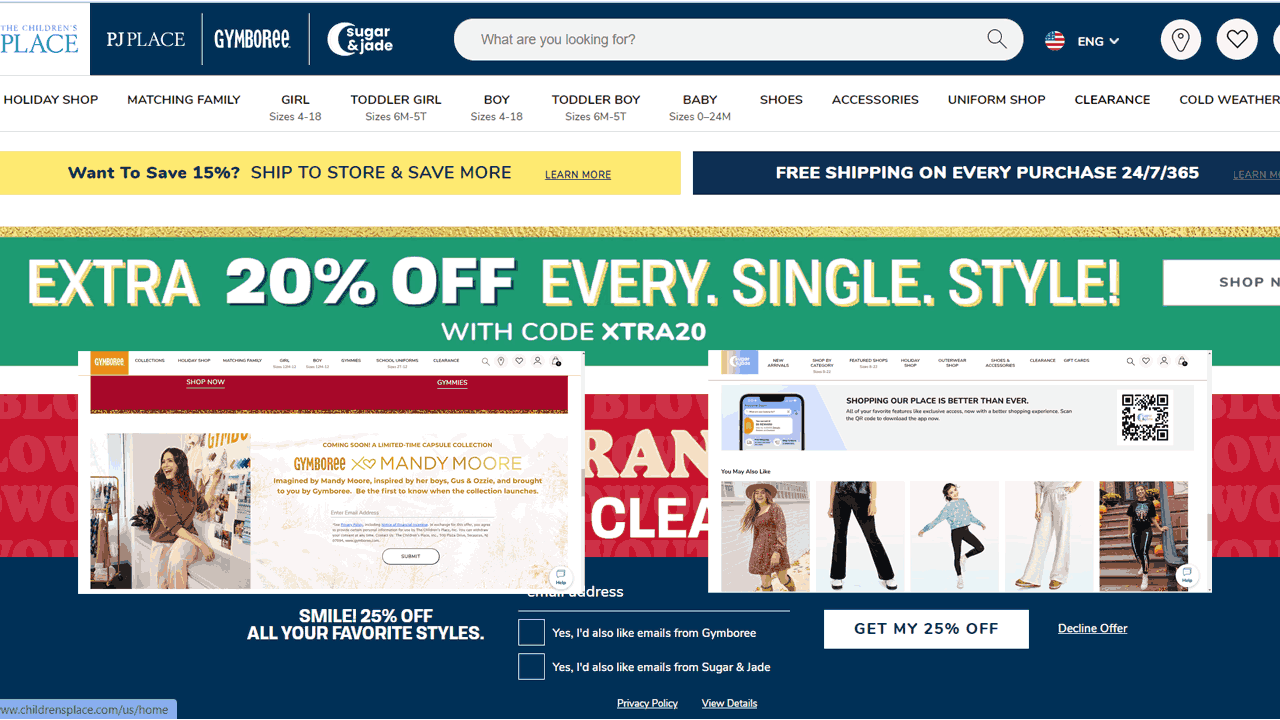 THE CHILDREN'S
PLACE
PJ PLACE
GYMBOREE
sugar
&jade
What are you looking for?
ENG
HOLIDAY SHOP
MATCHING FAMILY
GIRL
Sizes 4-18
TODDLER GIRL
Sizes 6M-5T
BOY
Sizes 4-18
TODDLER BOY
Sizes 6M-5T
BABY
Sizes 0–24M
SHOES
ACCESSORIES
UNIFORM SHOP
CLEARANCE
COLD WEATHER
Want To Save 15%? SHIP TO STORE & SAVE MORE LEARN MORE
FREE SHIPPING ON EVERY PURCHASE 24/7/365 LEARN MO
EXTRA 20% OFF EVERY. SINGLE. STYLE!
WITH CODE XTRA20
SHOP N
GYMBOREE
COLLECTIONS
HOLIDAY SHOP
MATCHING FAMILY
GIRL
BOY
GYMMIES
SCHOOL UNIFORMS
CLEARANCE
SHOP NOW
GYMMIES
COMING SOON! A LIMITED-TIME CAPSULE COLLECTION
GYMBOREE MANDY MOORE
Imagined by Mandy Moore, inspired by her boys, Gus & Ozzie, and brought
to you by Gymboree. Be the first to know when the collection launches.
Enter Email Address
SUBMIT
Help
RAN
CLEA
sugar
&jade
NEW
ARRIVALS
SHOP BY
CATEGORY
FEATURED SHOPS
HOLIDAY
SHOP
OUTERWEAR
SHOP
SHOES &
ACCESSORIES
CLEARANCE
GIFT CARDS
SHOPPING OUR PLACE IS BETTER THAN EVER.
All of your favorite features like exclusive access, now with a better shopping experience. Scan
the QR code to download the app now.
You May Also Like
Help
email address
SMILE! 25% OFF
ALL YOUR FAVORITE STYLES.
Yes, I'd also like emails from Gymboree
Yes, I'd also like emails from Sugar & Jade
GET MY 25% OFF
Decline Offer
Privacy Policy
View Details
www.childrensplace.com/us/home